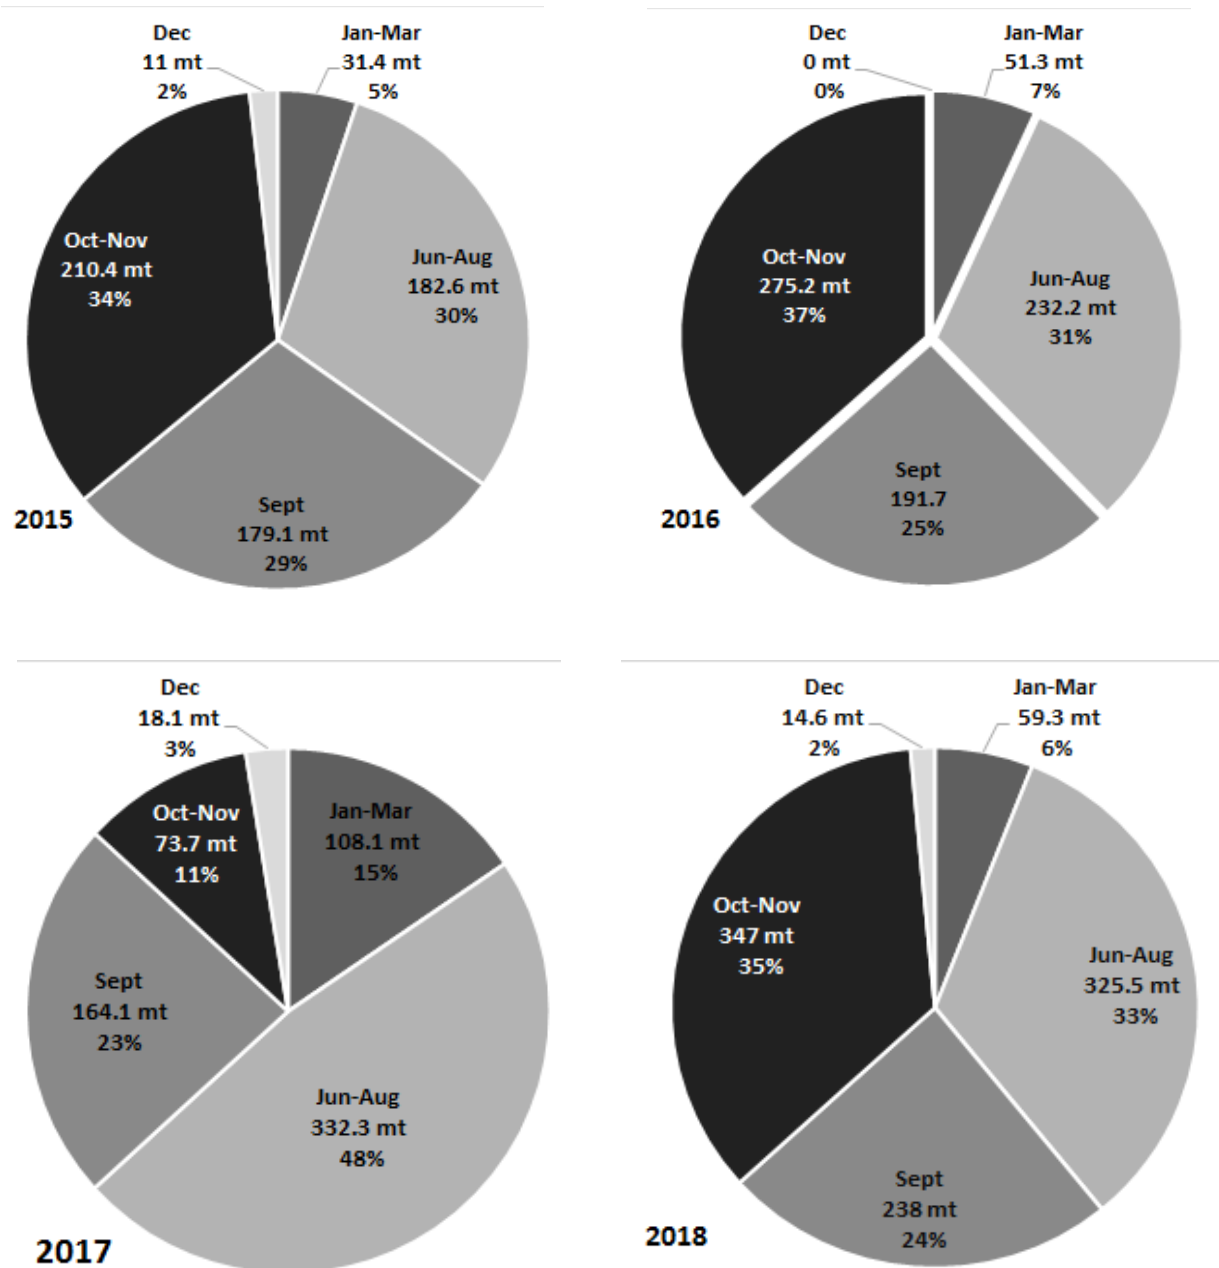 Dec
11 mt
2%
Jan-Mar
31.4 mt
5%
Jun-Aug
182.6 mt
30%
Sept
179.1 mt
29%
Oct-Nov
210.4 mt
34%
2015
Dec
0 mt
0%
Jan-Mar
51.3 mt
7%
Jun-Aug
232.2 mt
31%
Sept
191.7
25%
Oct-Nov
275.2 mt
37%
2016
Dec
18.1 mt
3%
Jan-Mar
108.1 mt
15%
Jun-Aug
332.3 mt
48%
Sept
164.1 mt
23%
Oct-Nov
73.7 mt
11%
2017
Dec
14.6 mt
2%
Jan-Mar
59.3 mt
6%
Jun-Aug
325.5 mt
33%
Sept
238 mt
24%
Oct-Nov
347 mt
35%
2018